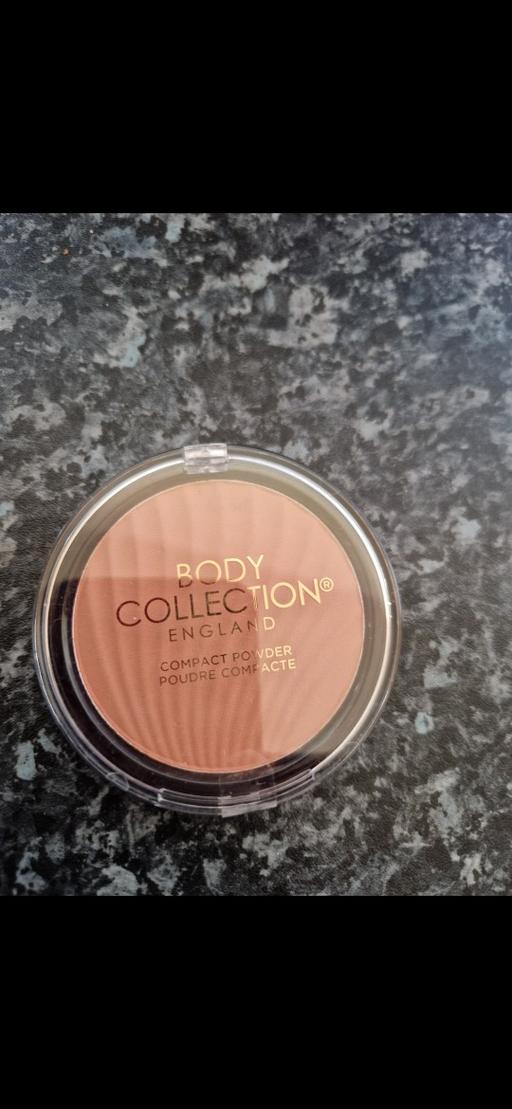 BODY
COLLECTION®
ENGLAND
COMPACT POWDER
POUDRE COMPACTE